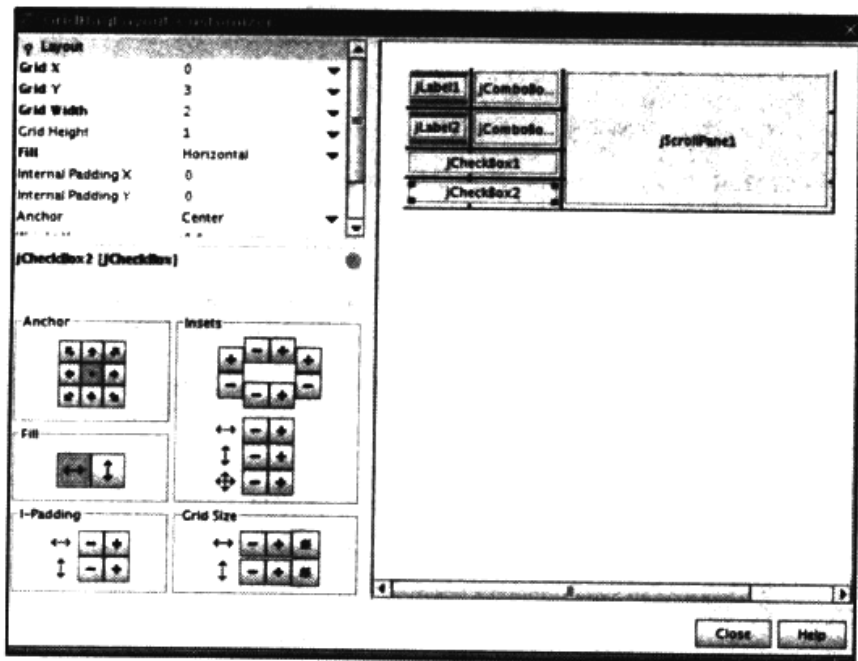 GridBagLayout Customizer
Layout
Grid X 0
Grid Y 3
Grid Width 2
Grid Height 1
Fill Horizontal
Internal Padding X 0
Internal Padding Y 0
Anchor Center
jCheckBox2 [JCheckBox]
Anchor
Insets
Fill
I-Padding
Grid Size
jLabel1 jComboBo...
jLabel2 jComboBo...
jScrollPane1
jCheckBox1
jCheckBox2
Close Help